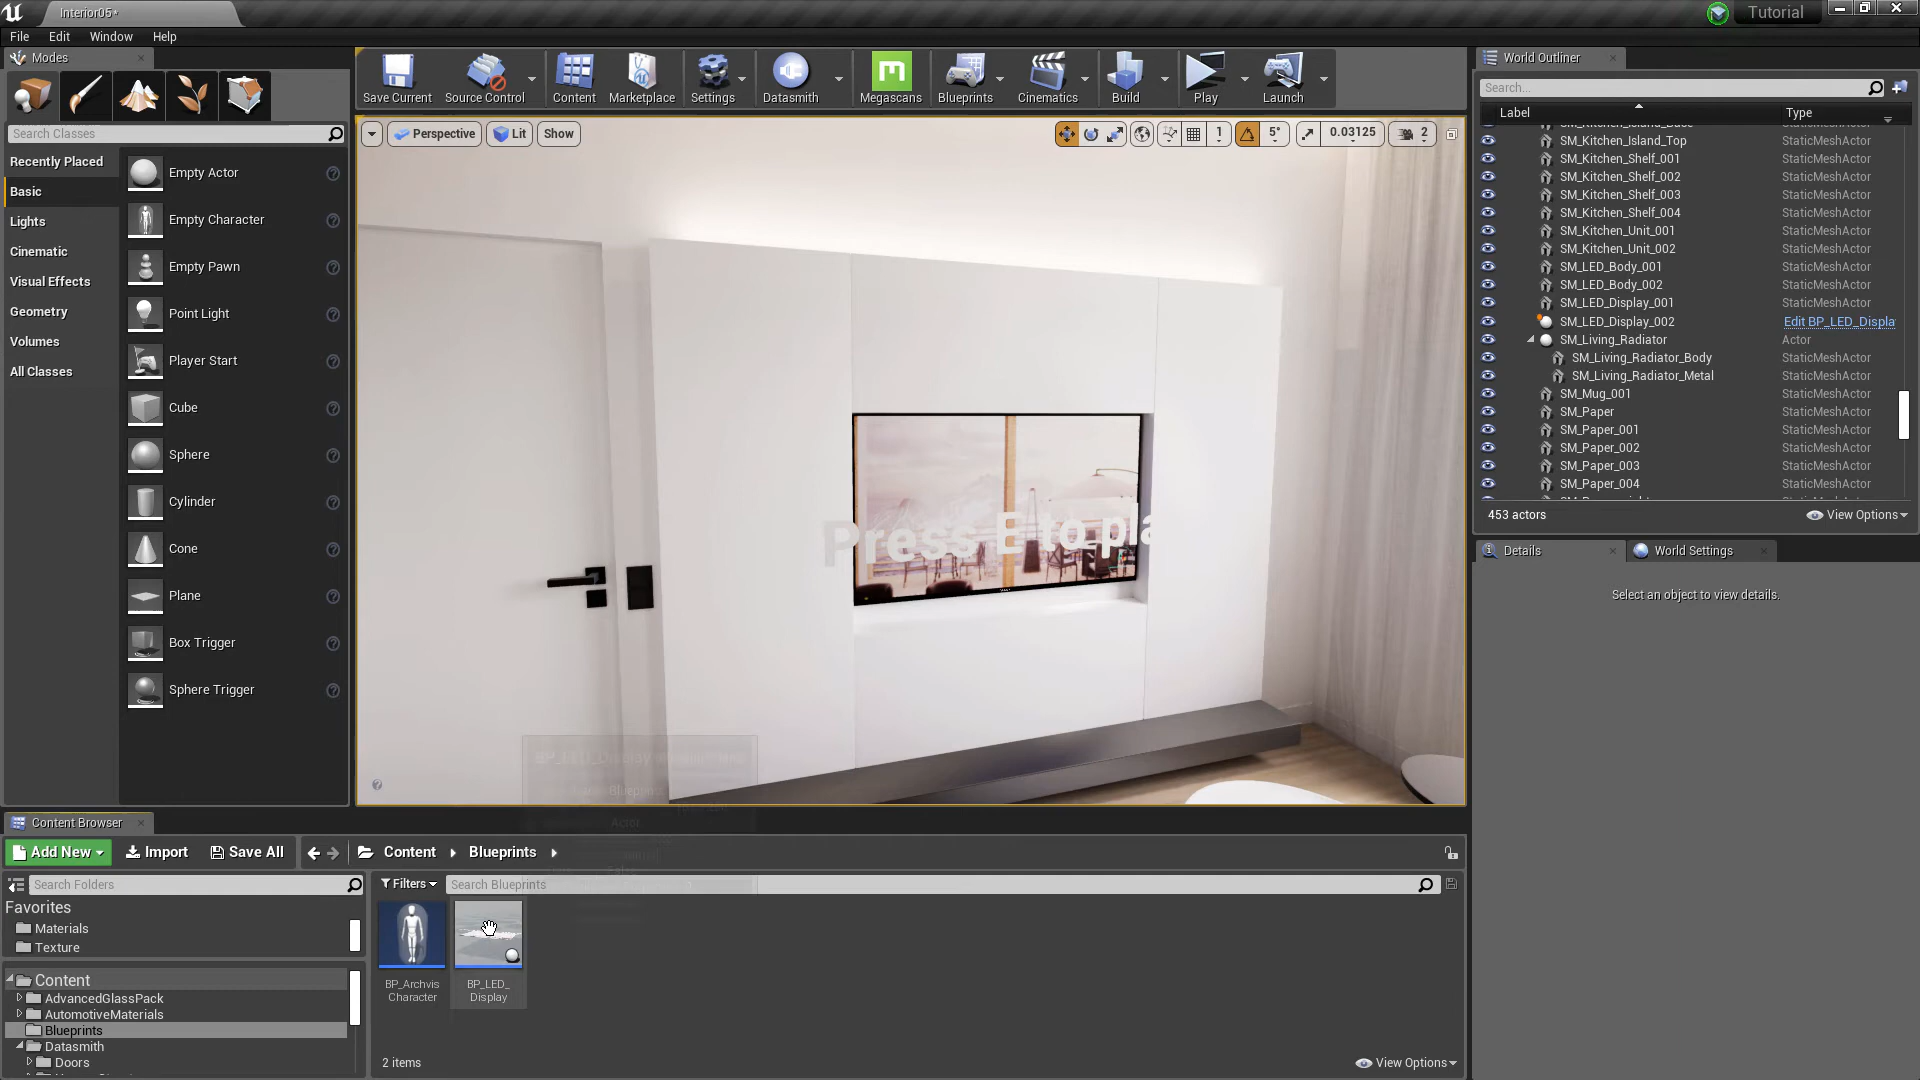 Interior05*
Tutorial
File Edit Window Help
Modes
Save Current
Source Control
Content
Marketplace
Settings
Datasmith
Megascans
Blueprints
Cinematics
Build
Play
Launch
World Outliner
Search...
Label
Type
Search Classes
Perspective
Lit
Show
1
5°
0.03125
2
Recently Placed
Basic
Lights
Cinematic
Visual Effects
Geometry
Volumes
All Classes
Empty Actor
Empty Character
Empty Pawn
Point Light
Player Start
Cube
Sphere
Cylinder
Cone
Plane
Box Trigger
Sphere Trigger
Press E to pla
SM_Kitchen_Island_Base StaticMeshActor
SM_Kitchen_Island_Top StaticMeshActor
SM_Kitchen_Shelf_001 StaticMeshActor
SM_Kitchen_Shelf_002 StaticMeshActor
SM_Kitchen_Shelf_003 StaticMeshActor
SM_Kitchen_Shelf_004 StaticMeshActor
SM_Kitchen_Unit_001 StaticMeshActor
SM_Kitchen_Unit_002 StaticMeshActor
SM_LED_Body_001 StaticMeshActor
SM_LED_Body_002 StaticMeshActor
SM_LED_Display_001 StaticMeshActor
SM_LED_Display_002 Edit BP_LED_Displa
SM_Living_Radiator Actor
SM_Living_Radiator_Body StaticMeshActor
SM_Living_Radiator_Metal StaticMeshActor
SM_Mug_001 StaticMeshActor
SM_Paper StaticMeshActor
SM_Paper_001 StaticMeshActor
SM_Paper_002 StaticMeshActor
SM_Paper_003 StaticMeshActor
SM_Paper_004 StaticMeshActor
453 actors
View Options
Details
World Settings
Select an object to view details.
BP_LED_Display
Blueprint
Actor
Content Browser
Add New
Import
Save All
Content
Blueprints
Search Folders
Filters
Search Blueprints
Favorites
Materials
Texture
Content
AdvancedGlassPack
AutomotiveMaterials
Blueprints
Datasmith
Doors
BP_Archvis
Character
BP_LED_
Display
2 items
View Options